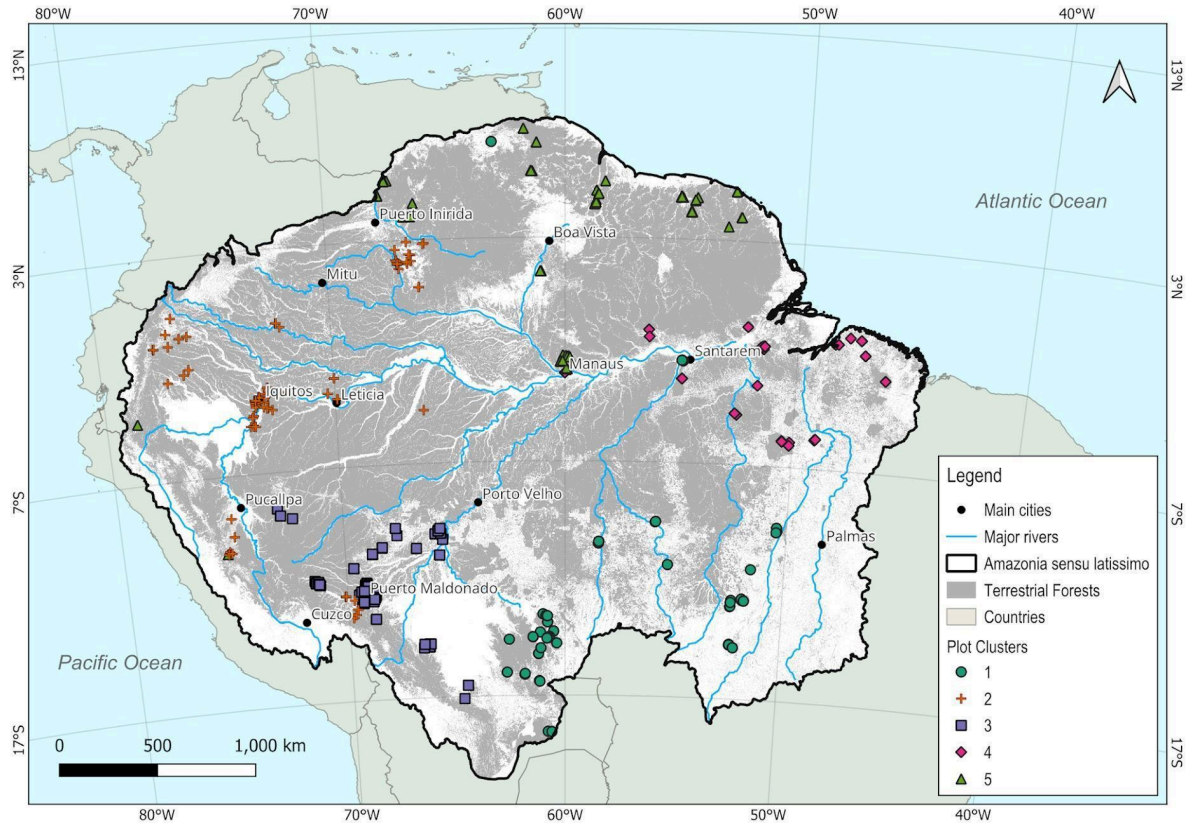 80°W 70°W 60°W 50°W 40°W
13°N 13°N
Atlantic Ocean
Puerto Inirida
Boa Vista
3°N Mitu 3°N
Manaus Santarem
Iquitos Leticia
Legend
7°S Pucallpa Porto Velho 7°S
Main cities
Palmas Major rivers
Amazonia sensu latissimo
Puerto Maldonado Terrestrial Forests
Cuzco Countries
Plot Clusters
Pacific Ocean
1
2
3
17°S 0 500 1,000 km 4 17°S
5
80°W 70°W 60°W 50°W 40°W